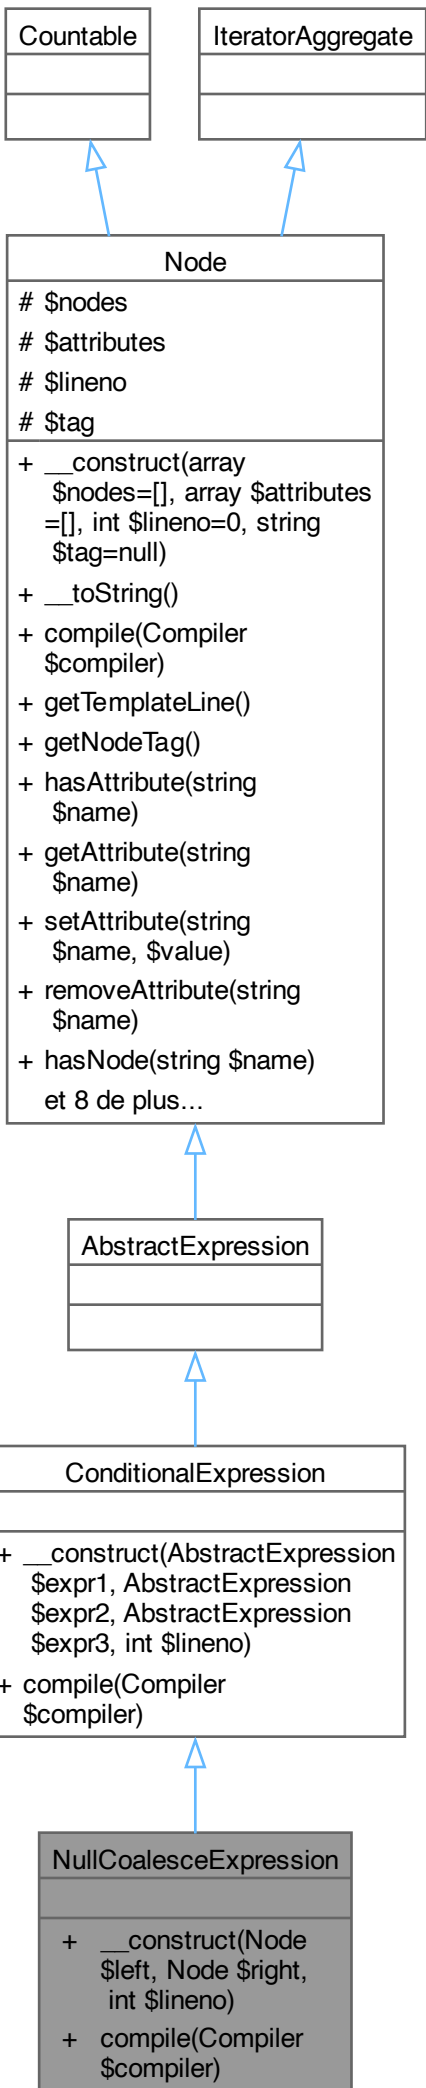 Countable
IteratorAggregate
Node
# $nodes
# $attributes
# $lineno
# $tag
+ __construct(array
$nodes=[], array $attributes
=[], int $lineno=0, string
$tag=null)
+ __toString()
+ compile(Compiler
$compiler)
+ getTemplateLine()
+ getNodeTag()
+ hasAttribute(string
$name)
+ getAttribute(string
$name)
+ setAttribute(string
$name, $value)
+ removeAttribute(string
$name)
+ hasNode(string $name)
et 8 de plus...
AbstractExpression
ConditionalExpression
+ __construct(AbstractExpression
$expr1, AbstractExpression
$expr2, AbstractExpression
$expr3, int $lineno)
+ compile(Compiler
$compiler)
NullCoalesceExpression
+ __construct(Node
$left, Node $right,
int $lineno)
+ compile(Compiler
$compiler)